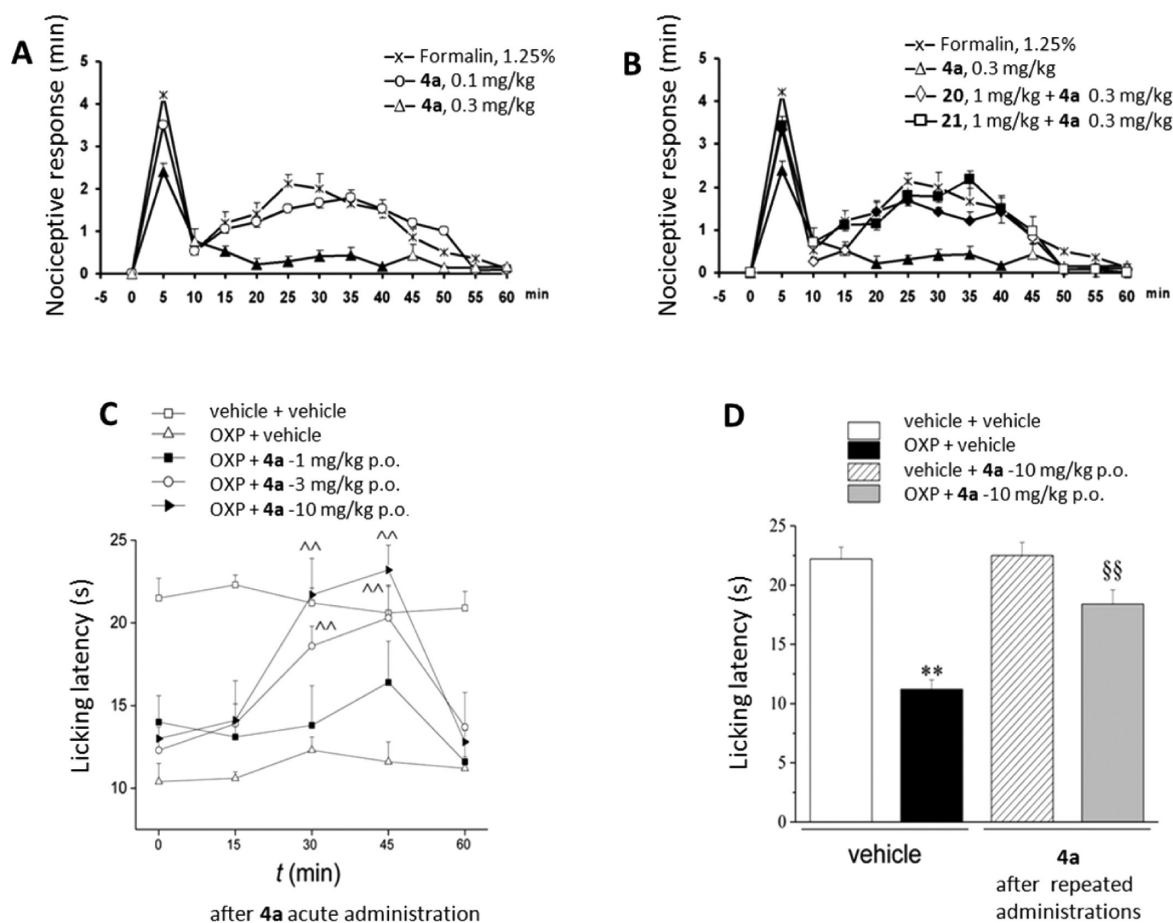 A
Nociceptive response (min)
Formalin, 1.25%
4a, 0.1 mg/kg
4a, 0.3 mg/kg
5
4
3
2
1
0
-5 0 5 10 15 20 25 30 35 40 45 50 55 60 min
B
Nociceptive response (min)
Formalin, 1.25%
4a, 0.3 mg/kg
20, 1 mg/kg + 4a 0.3 mg/kg
21, 1 mg/kg + 4a 0.3 mg/kg
5
4
3
2
1
0
-5 0 5 10 15 20 25 30 35 40 45 50 55 60 min
C
vehicle + vehicle
OXP + vehicle
OXP + 4a -1 mg/kg p.o.
OXP + 4a -3 mg/kg p.o.
OXP + 4a -10 mg/kg p.o.
Licking latency (s)
25
20
15
10
^^
^^
^^
^^
0 15 30 45 60
t (min)
after 4a acute administration
D
vehicle + vehicle
OXP + vehicle
vehicle + 4a -10 mg/kg p.o.
OXP + 4a -10 mg/kg p.o.
Licking latency (s)
25
22
20
17
15
12
10
7
5
2
0
**
§§
vehicle
4a
after repeated
administrations